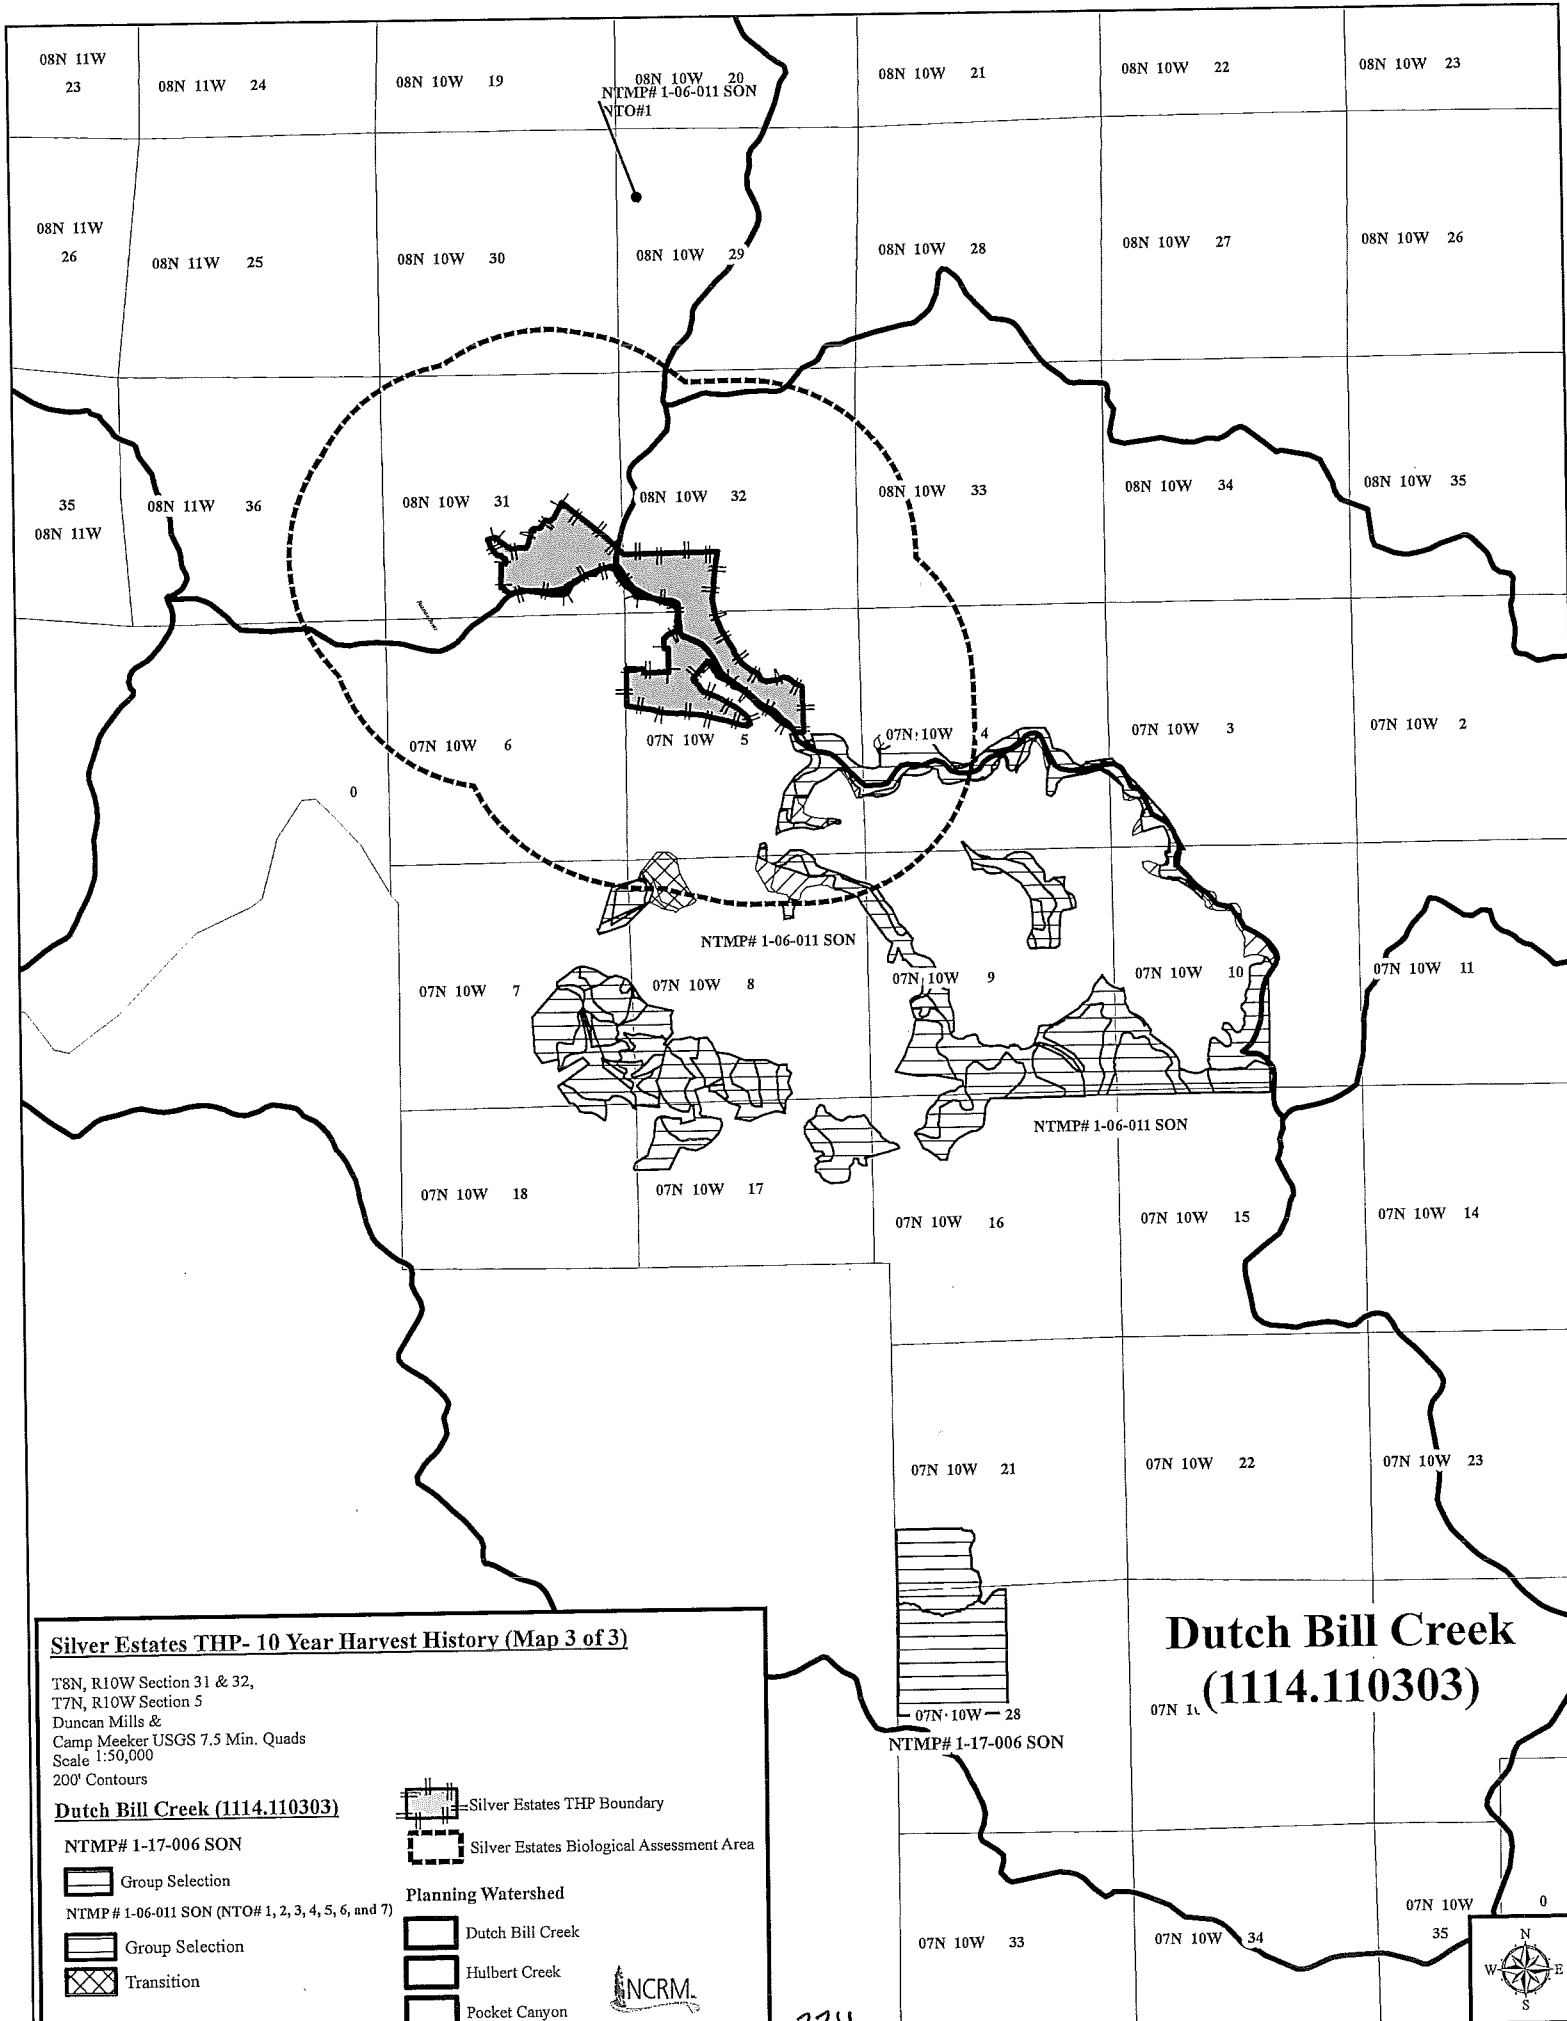 08N 11W
23
08N 11W 24
08N 10W 19
08N 10W 20
NTMP# 1-06-011 SON
NTO#1
08N 10W 21
08N 10W 22
08N 10W 23
08N 11W
26
08N 11W 25
08N 10W 30
08N 10W 29
08N 10W 28
08N 10W 27
08N 10W 26
35
08N 11W
08N 11W 36
08N 10W 31
08N 10W 32
08N 10W 33
08N 10W 34
08N 10W 35
07N 10W 6
07N 10W 5
07N 10W 4
07N 10W 3
07N 10W 2
0
NTMP# 1-06-011 SON
07N 10W 7
07N 10W 8
07N 10W 9
07N 10W 10
07N 10W 11
NTMP# 1-06-011 SON
07N 10W 18
07N 10W 17
07N 10W 16
07N 10W 15
07N 10W 14
07N 10W 21
07N 10W 22
07N 10W 23
07N 10W 28
NTMP# 1-17-006 SON
Dutch Bill Creek
(1114.110303)
07N
07N 10W 33
07N 10W 34
07N 10W
35
0
Silver Estates THP- 10 Year Harvest History (Map 3 of 3)
T8N, R10W Section 31 & 32,
T7N, R10W Section 5
Duncan Mills &
Camp Meeker USGS 7.5 Min. Quads
Scale 1:50,000
200' Contours
Dutch Bill Creek (1114.110303)
NTMP# 1-17-006 SON
Group Selection
NTMP # 1-06-011 SON (NTO# 1, 2, 3, 4, 5, 6, and 7)
Group Selection
Transition
Silver Estates THP Boundary
Silver Estates Biological Assessment Area
Planning Watershed
Dutch Bill Creek
Hulbert Creek
Pocket Canyon
NCRM
N
W E
S